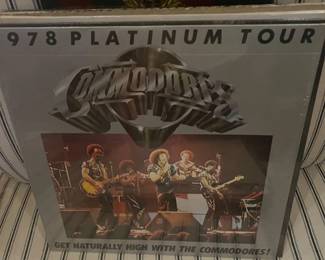 978 PLATINUM TOUR
COMMODORES
GET NATURALLY HIGH WITH THE COMMODORES!